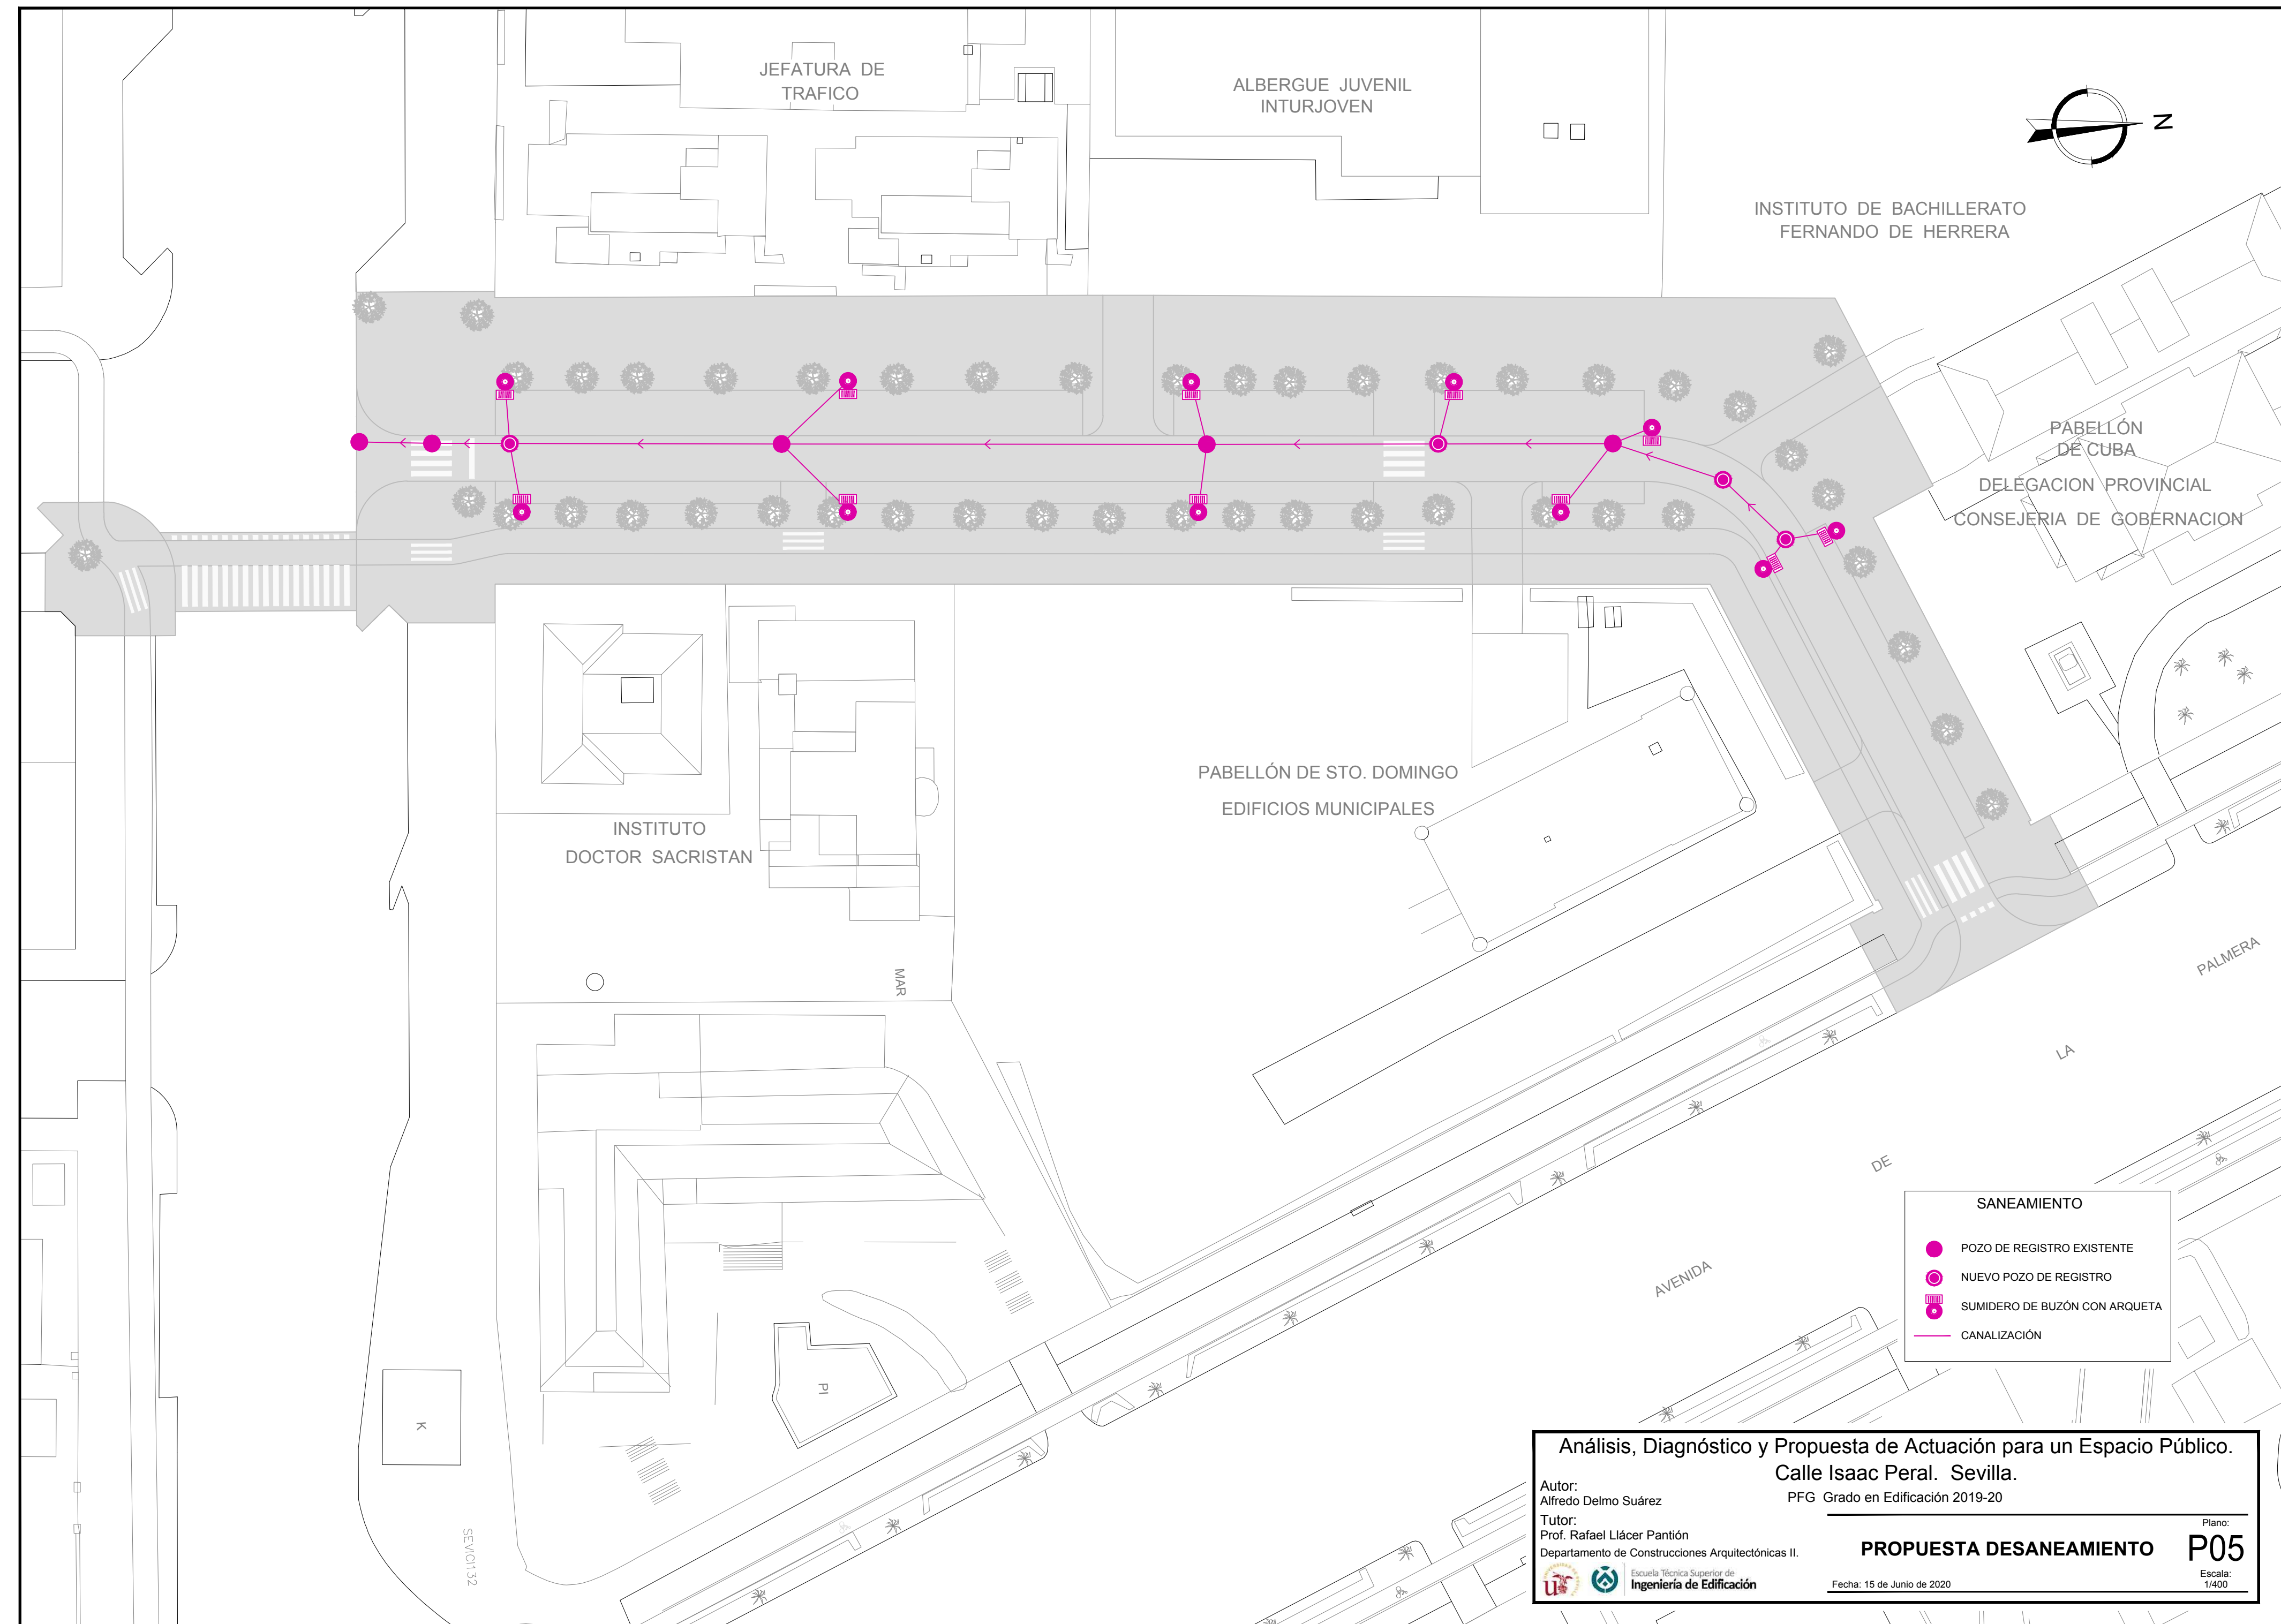 JEFATURA DE
TRAFICO
ALBERGUE JUVENIL
INTURJOVEN
N
INSTITUTO DE BACHILLERATO
FERNANDO DE HERRERA
PABELLÓN
DE CUBA
DELEGACION PROVINCIAL
CONSEJERIA DE GOBERNACION
PABELLÓN DE STO. DOMINGO
EDIFICIOS MUNICIPALES
INSTITUTO
DOCTOR SACRISTAN
MAR
PALMERA
LA
DE
AVENIDA
PI
K
SEVICI132
SANEAMIENTO
POZO DE REGISTRO EXISTENTE
NUEVO POZO DE REGISTRO
SUMIDERO DE BUZÓN CON ARQUETA
CANALIZACIÓN
Análisis, Diagnóstico y Propuesta de Actuación para un Espacio Público.
Calle Isaac Peral. Sevilla.
Autor:
Alfredo Delmo Suárez
PFG Grado en Edificación 2019-20
Tutor:
Prof. Rafael Llácer Pantión
Departamento de Construcciones Arquitectónicas II.
Escuela Técnica Superior de
Ingeniería de Edificación
PROPUESTA DESANEAMIENTO
Plano:
P05
Escala:
1/400
Fecha: 15 de Junio de 2020